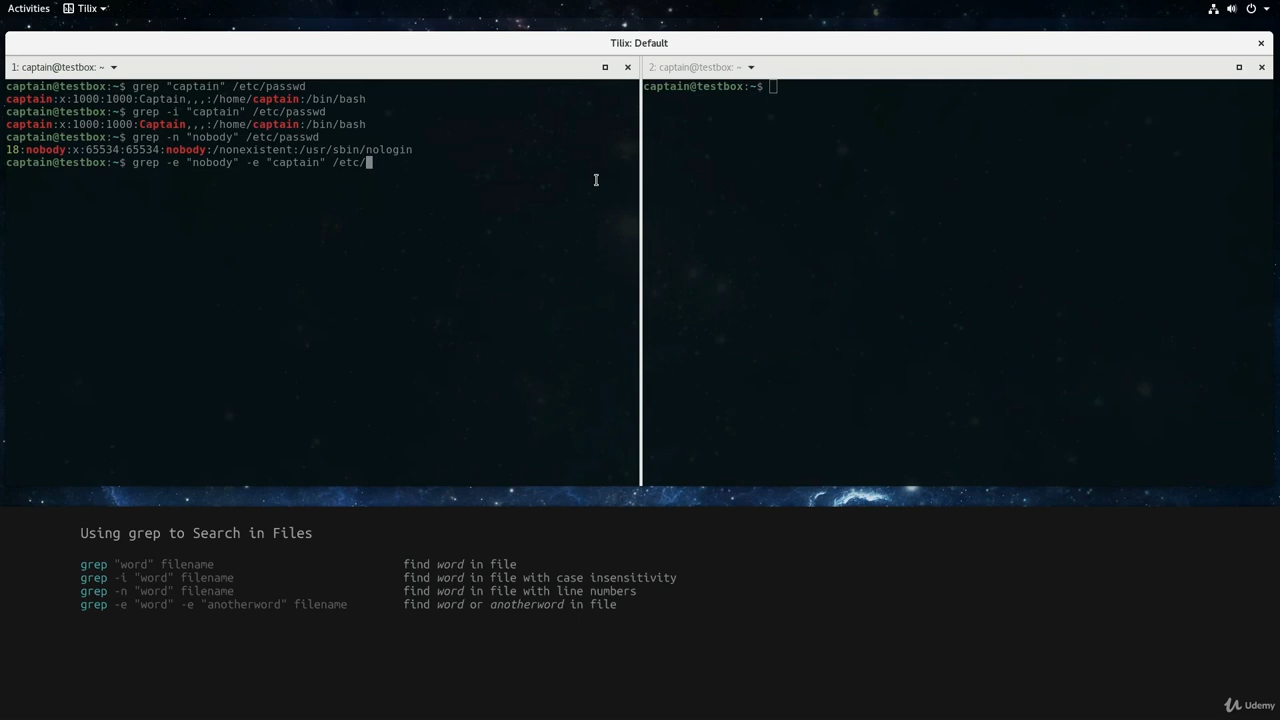 Activities Tilix
Tilix: Default
1: captain@testbox: ~
captain@testbox:~$ grep "captain" /etc/passwd
captain:x:1000:1000:Captain,,,:/home/captain:/bin/bash
captain@testbox:~$ grep -i "captain" /etc/passwd
captain:x:1000:1000:Captain,,,:/home/captain:/bin/bash
captain@testbox:~$ grep -n "nobody" /etc/passwd
18:nobody:x:65534:65534:nobody:/nonexistent:/usr/sbin/nologin
captain@testbox:~$ grep -e "nobody" -e "captain" /etc/
2: captain@testbox: ~
captain@testbox:~$
Using grep to Search in Files
grep "word" filename find word in file
grep -i "word" filename find word in file with case insensitivity
grep -n "word" filename find word in file with line numbers
grep -e "word" -e "anotherword" filename find word or anotherword in file
Udemy